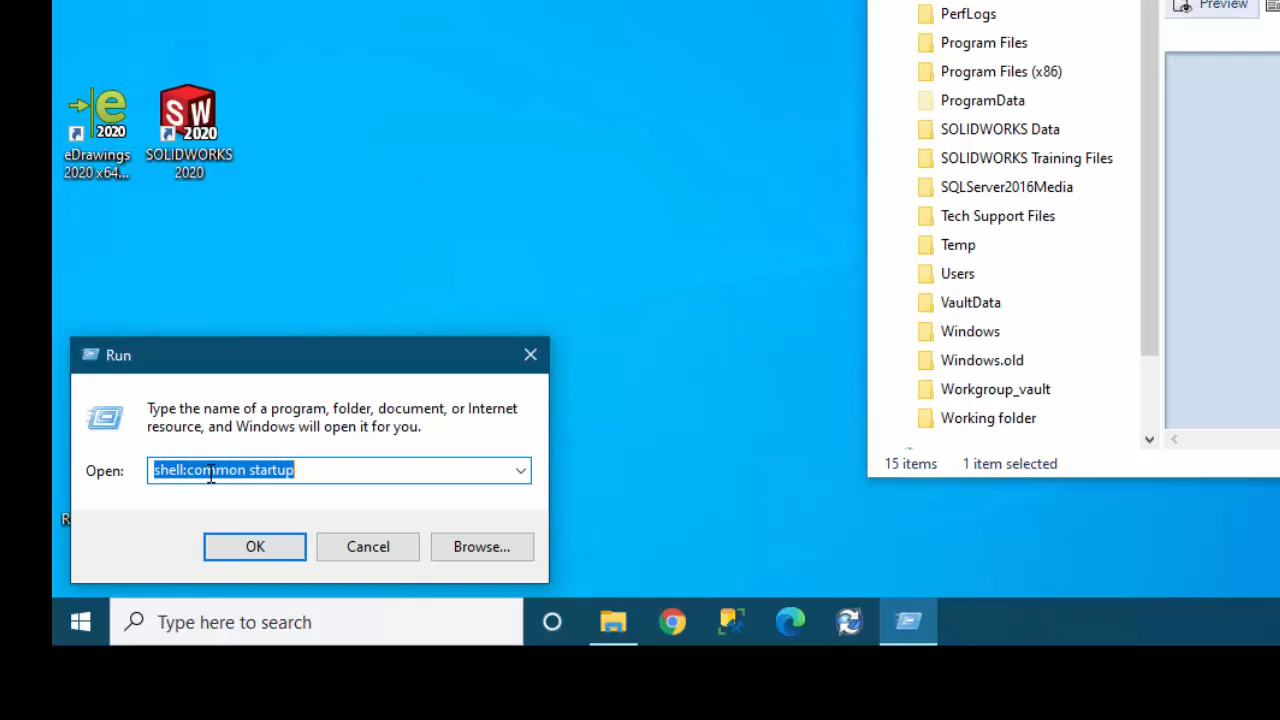 Preview
PerfLogs
Program Files
Program Files (x86)
ProgramData
SOLIDWORKS Data
SOLIDWORKS Training Files
SQLServer2016Media
Tech Support Files
Temp
Users
VaultData
Windows
Windows.old
Workgroup_vault
Working folder
15 items 1 item selected
e
2020
eDrawings
2020 x64...
SW
2020
SOLIDWORKS
2020
R
Run
Type the name of a program, folder, document, or Internet
resource, and Windows will open it for you.
Open: shell:common startup
OK Cancel Browse...
Type here to search